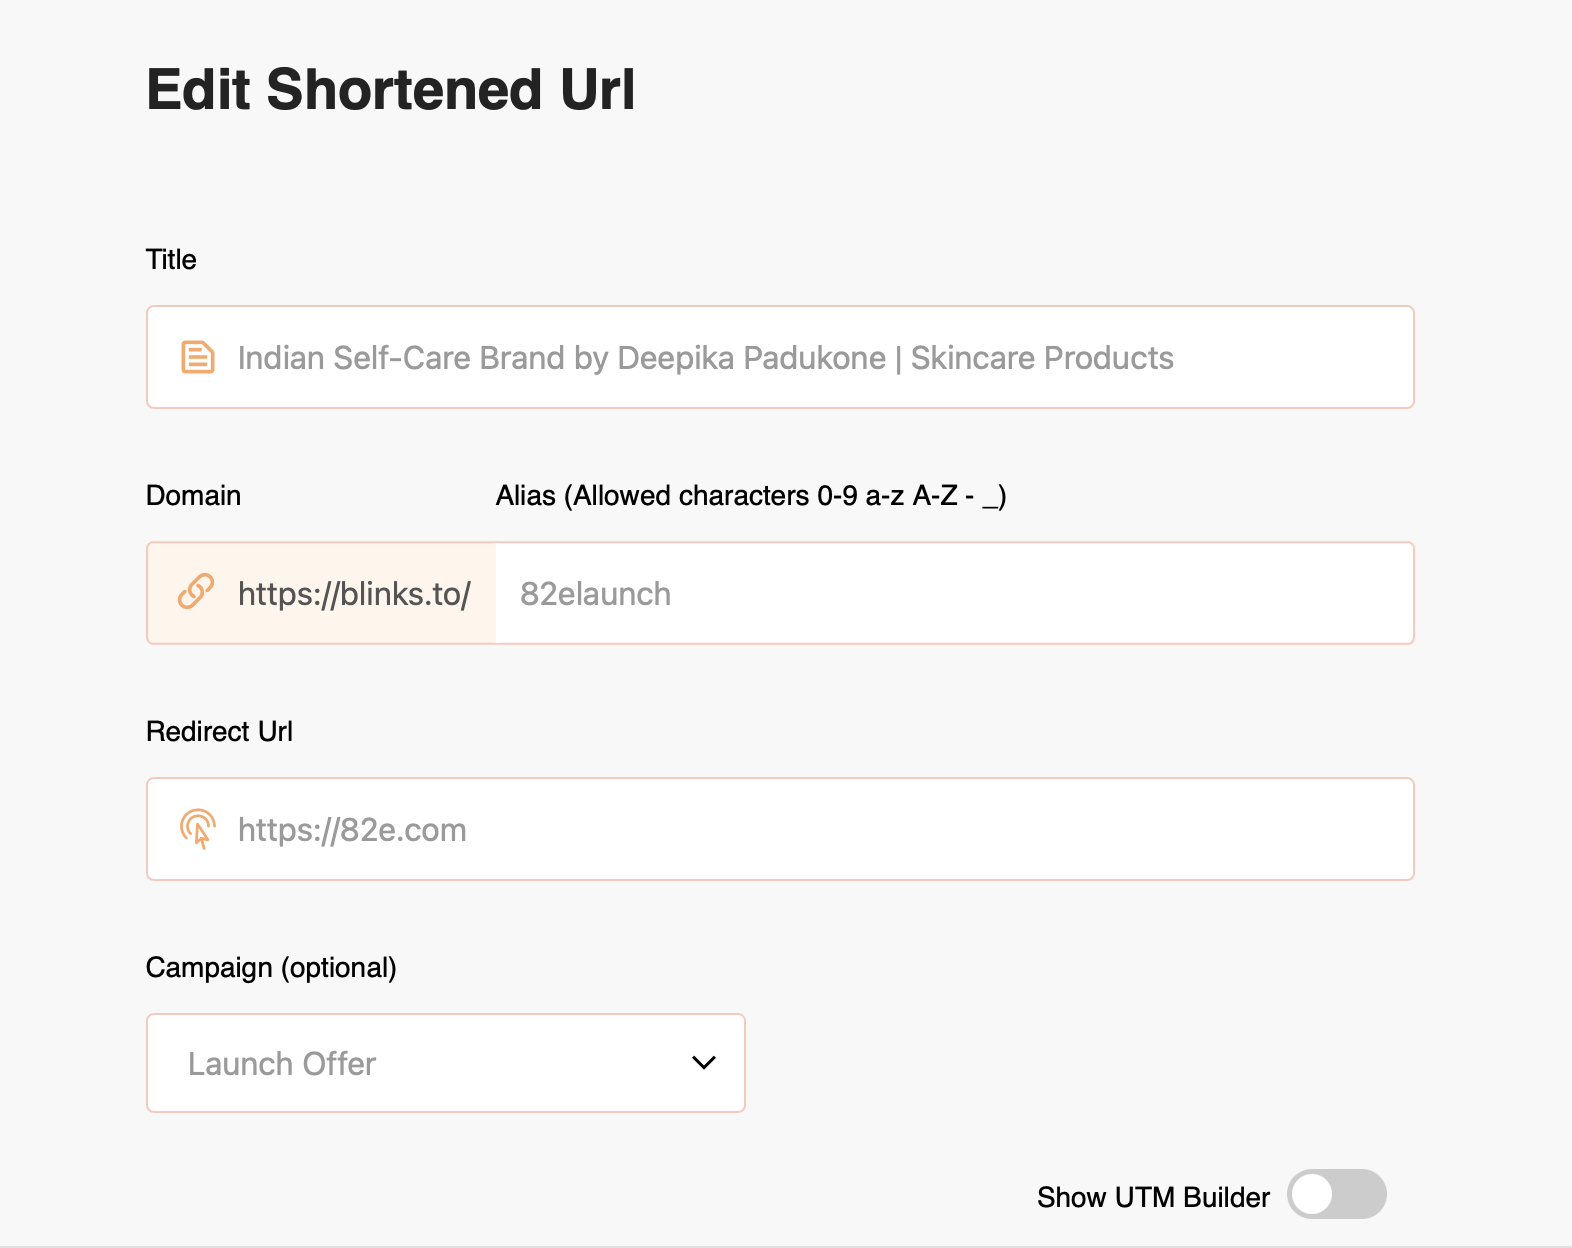 Edit Shortened Url
Title
Indian Self-Care Brand by Deepika Padukone | Skincare Products
Domain
Alias (Allowed characters 0-9 a-z A-Z - _)
https://blinks.to/
82elaunch
Redirect Url
https://82e.com
Campaign (optional)
Launch Offer
Show UTM Builder